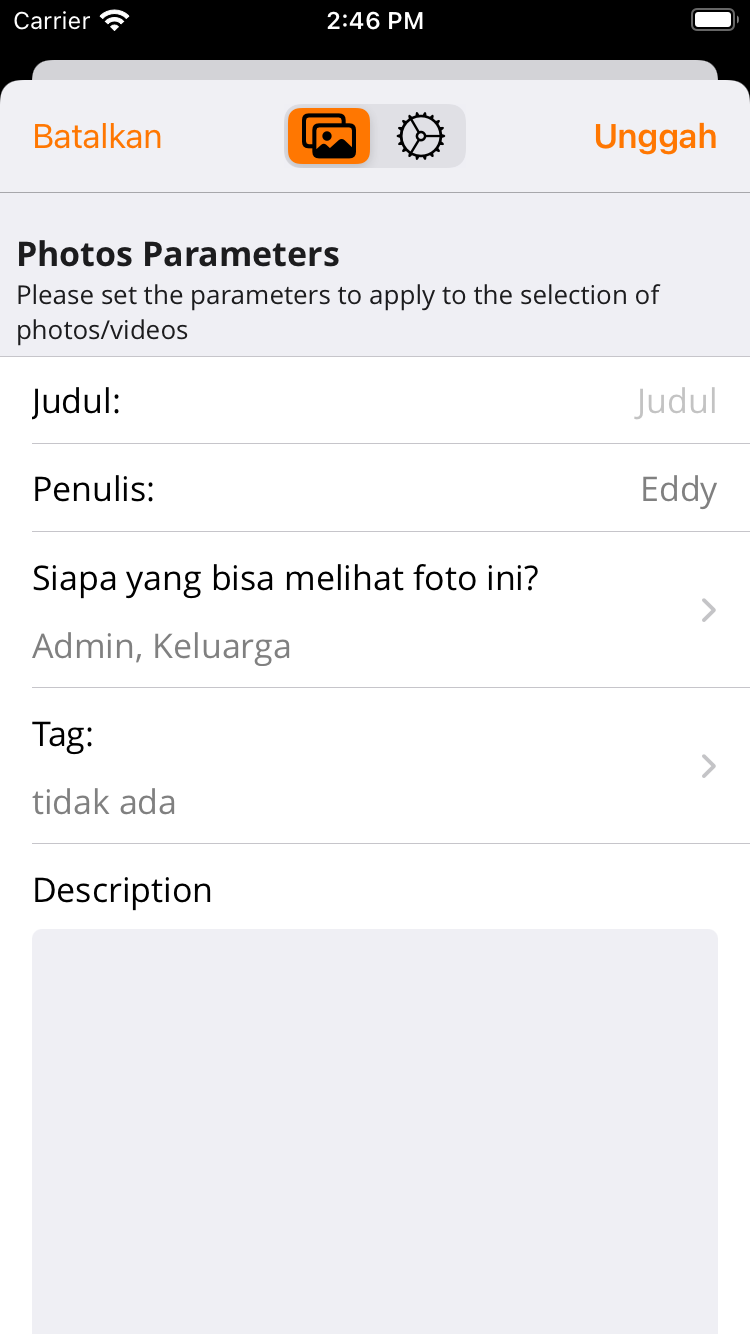 Carrier 2:46 PM
Batalkan Unggah
Photos Parameters
Please set the parameters to apply to the selection of
photos/videos
Judul: Judul
Penulis: Eddy
Siapa yang bisa melihat foto ini?
Admin, Keluarga
Tag:
tidak ada
Description